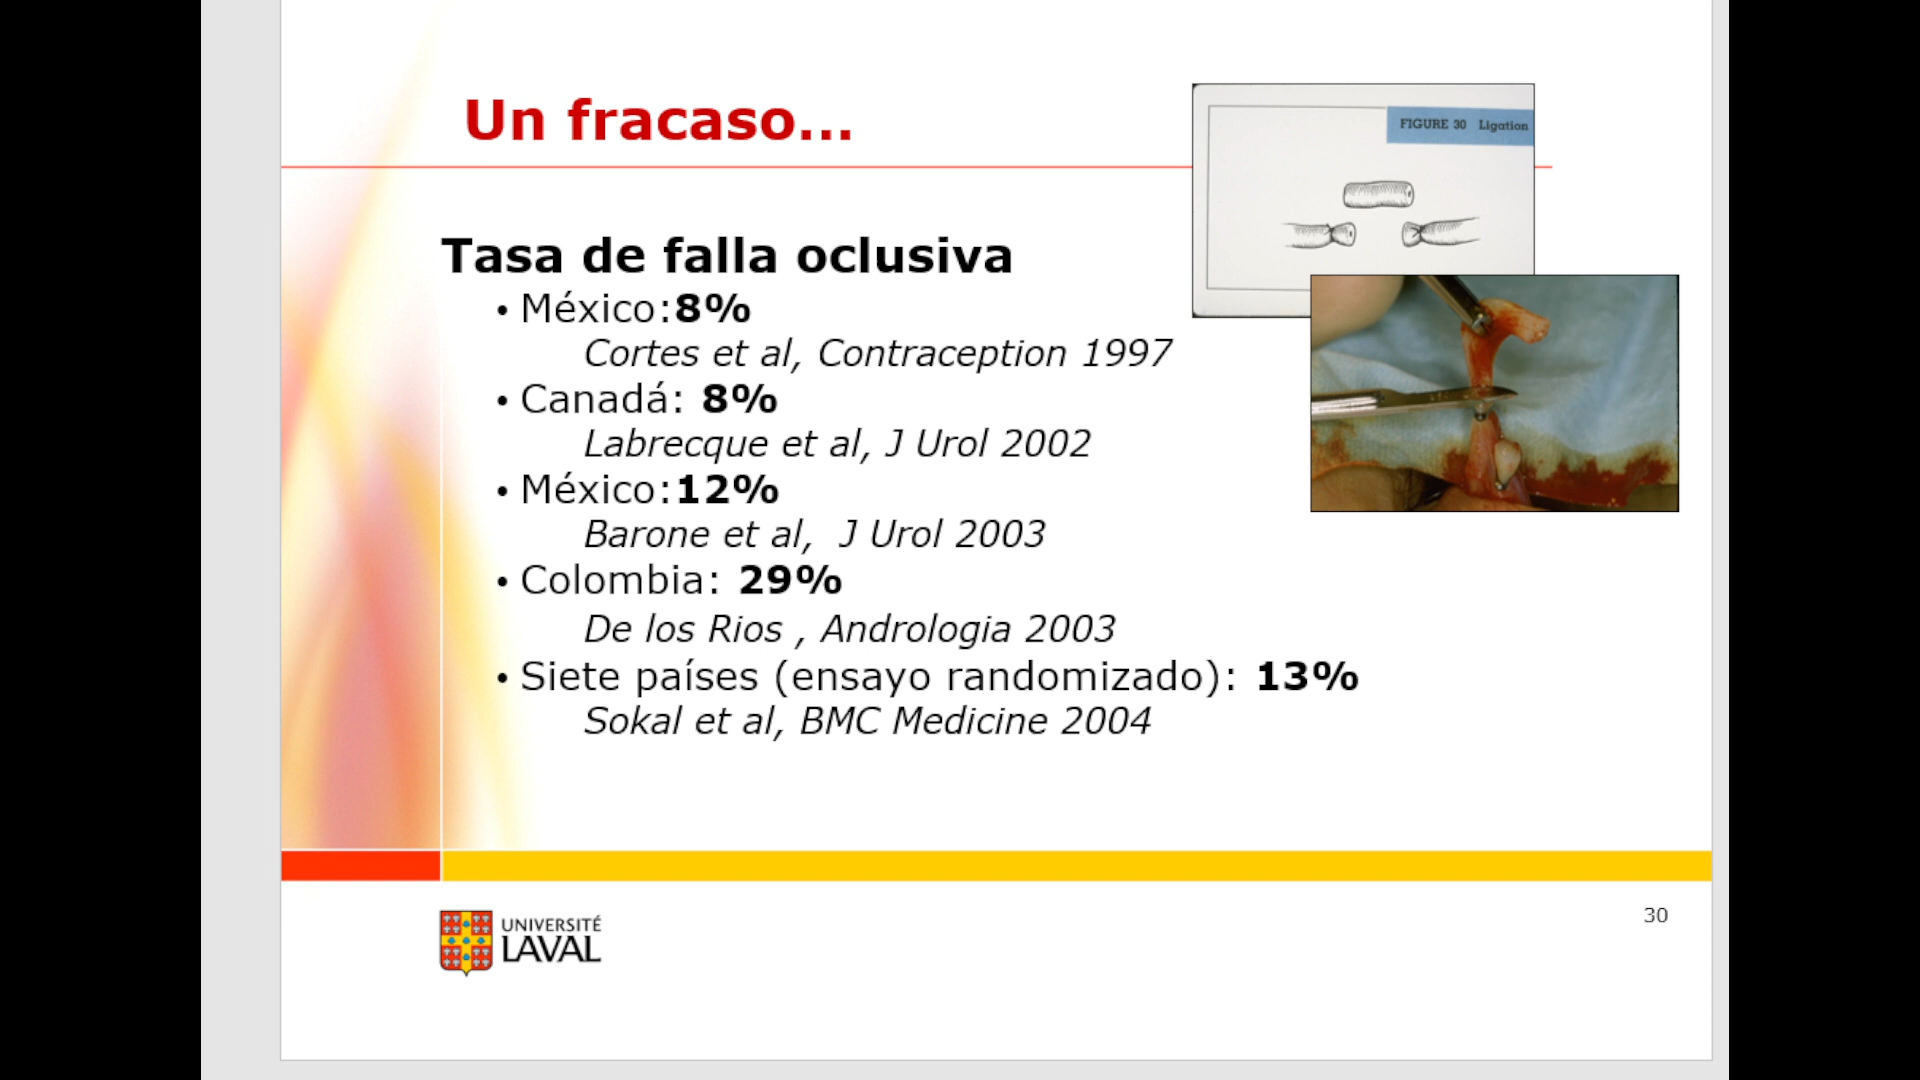 Un fracaso...
FIGURE 30 Ligation
Tasa de falla oclusiva
• México:8%
Cortes et al, Contraception 1997
• Canadá: 8%
Labrecque et al, J Urol 2002
• México:12%
Barone et al, J Urol 2003
• Colombia: 29%
De los Rios , Andrologia 2003
• Siete países (ensayo randomizado): 13%
Sokal et al, BMC Medicine 2004
30
UNIVERSITÉ
LAVAL